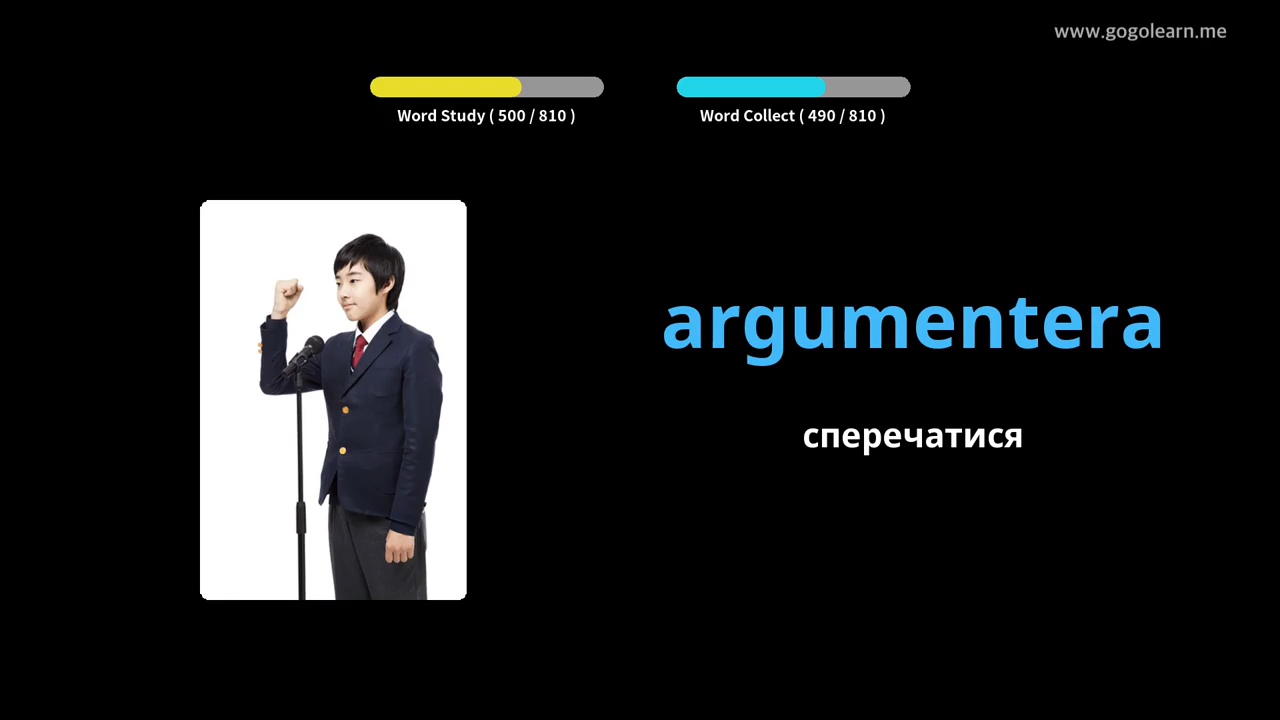 www.gogolearn.me
Word Study ( 500 / 810 )
Word Collect ( 490 / 810 )
argumentera
сперечатися